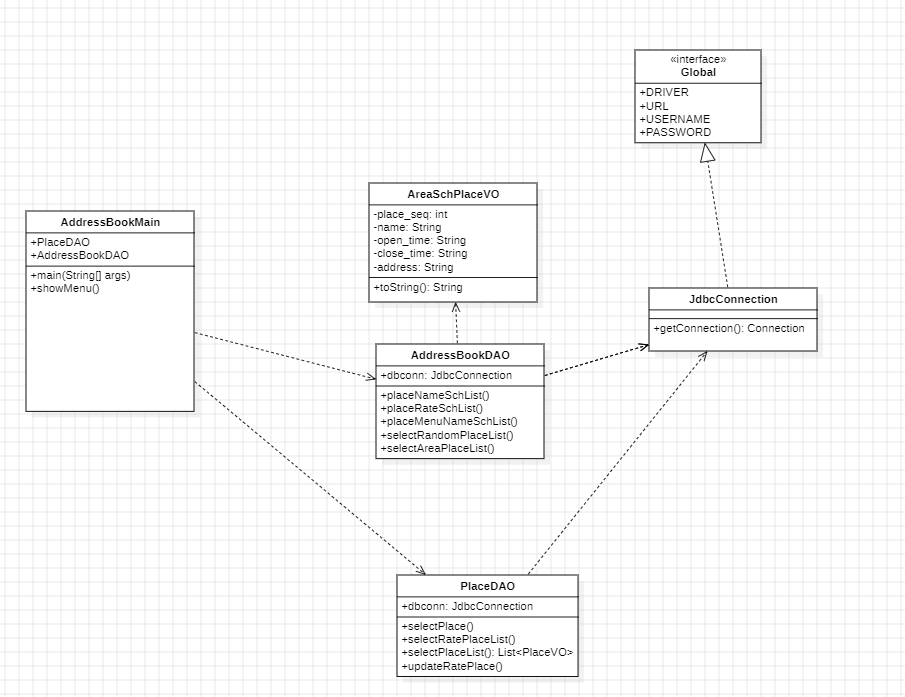 «interface»
Global
+DRIVER
+URL
+USERNAME
+PASSWORD
AreaSchPlaceVO
-place_seq: int
-name: String
-open_time: String
-close_time: String
-address: String
+toString(): String
AddressBookMain
+PlaceDAO
+AddressBookDAO
+main(String[] args)
+showMenu()
JdbcConnection
+getConnection(): Connection
AddressBookDAO
+dbconn: JdbcConnection
+placeNameSchList()
+placeRateSchList()
+placeMenuNameSchList()
+selectRandomPlaceList()
+selectAreaPlaceList()
PlaceDAO
+dbconn: JdbcConnection
+selectPlace()
+selectRatePlaceList()
+selectPlaceList(): List<PlaceVO>
+updateRatePlace()